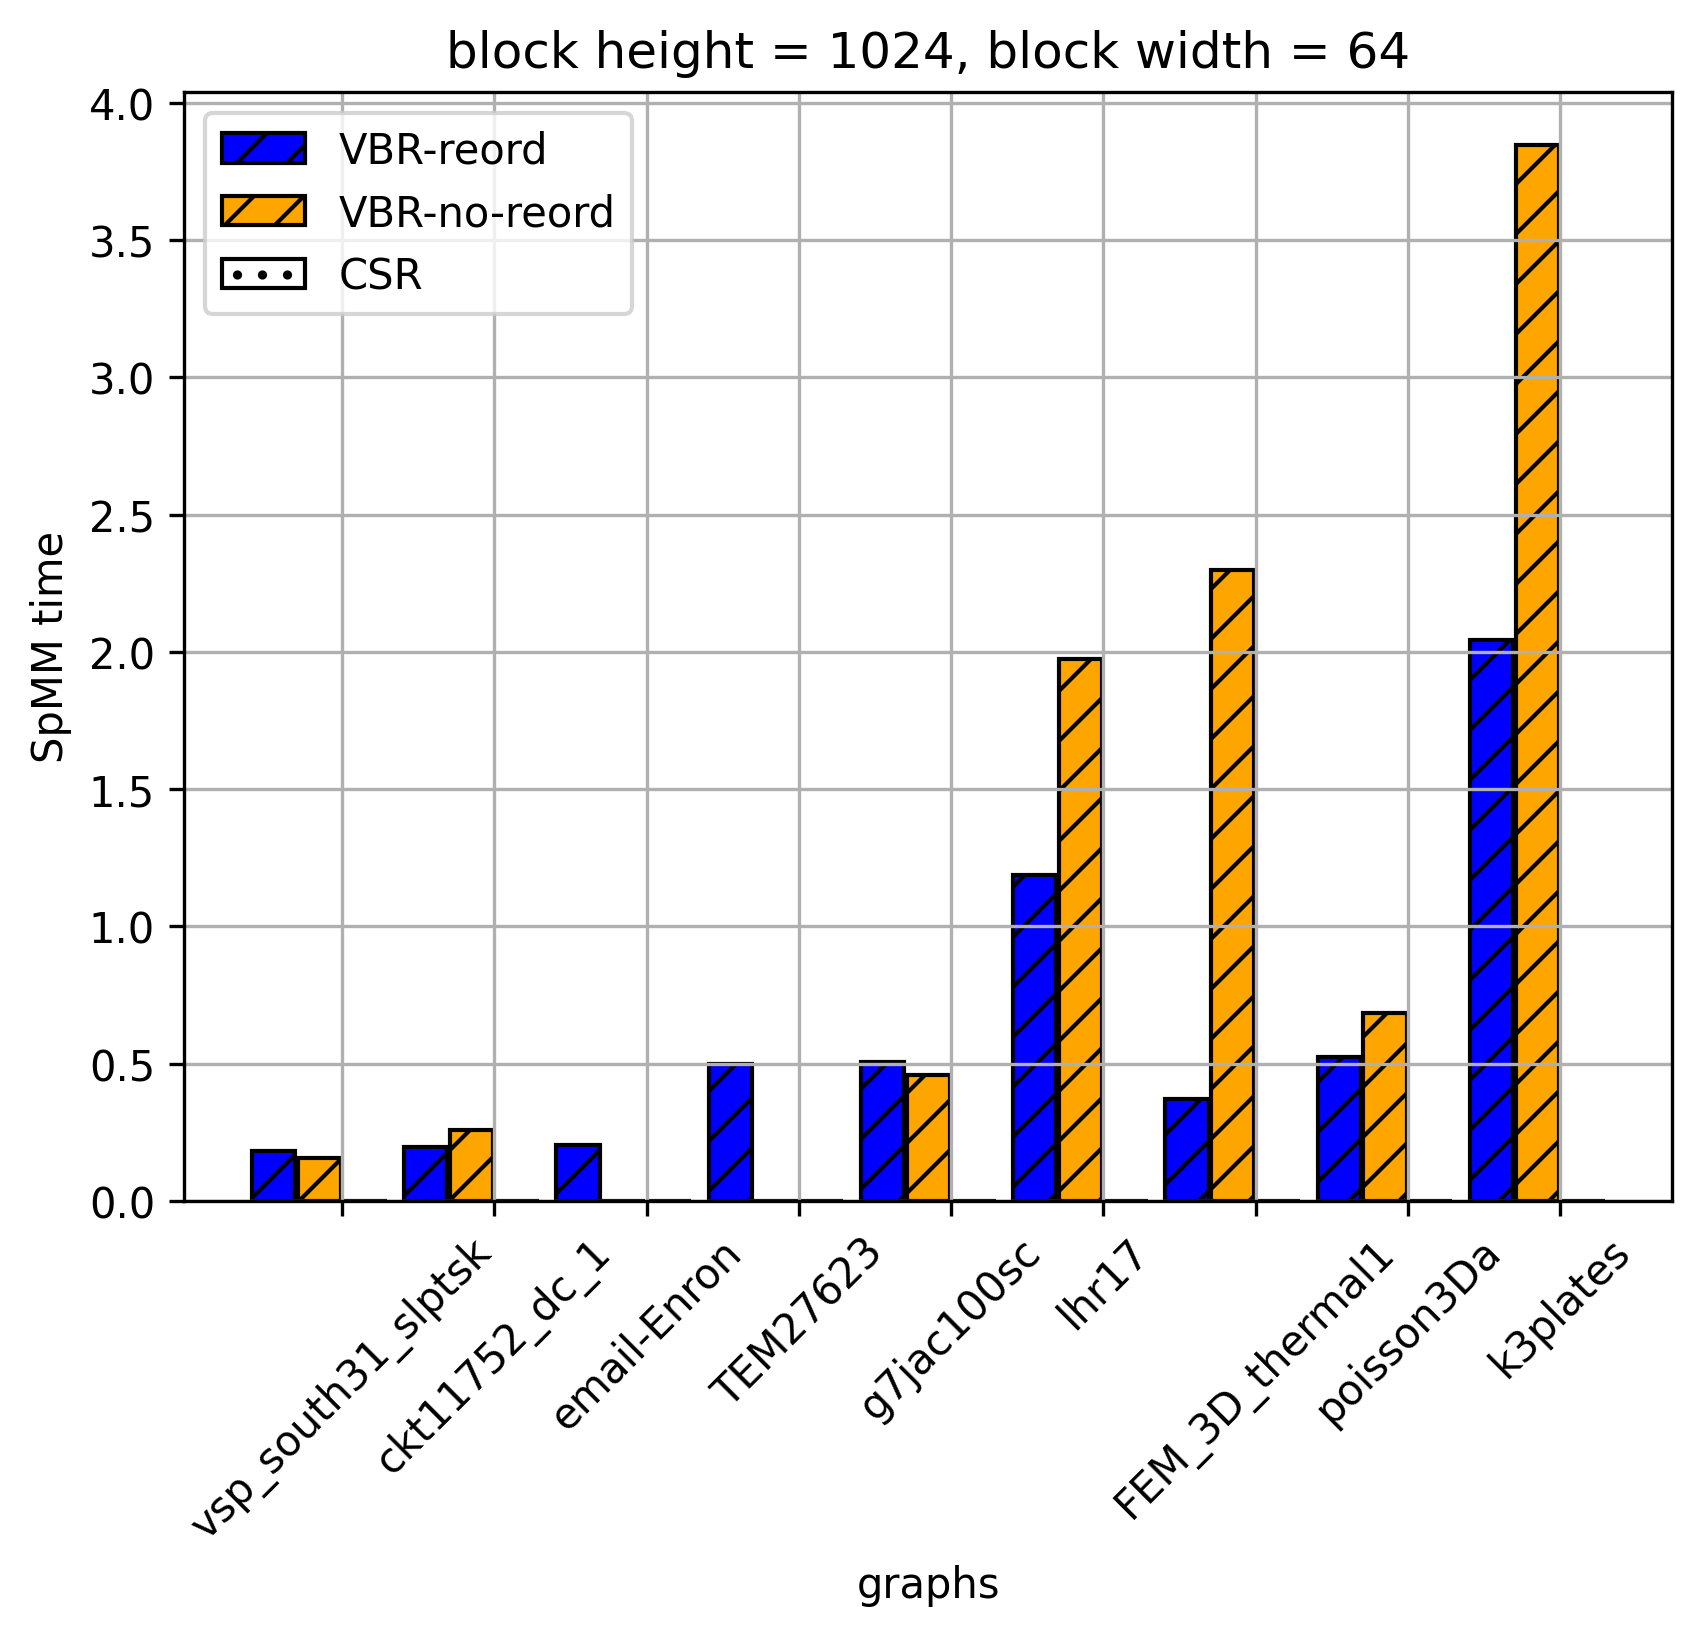 block height = 1024, block width = 64
4.0
3.5
3.0
2.5
2.0
1.5
1.0
0.5
0.0
SpMM time
VBR-reord
VBR-no-reord
CSR
vsp_south31_slptsk
ckt11752_dc_1
email-Enron
TEM27623
g7jac100sc
lhr17
FEM_3D_thermal1
poisson3Da
k3plates
graphs